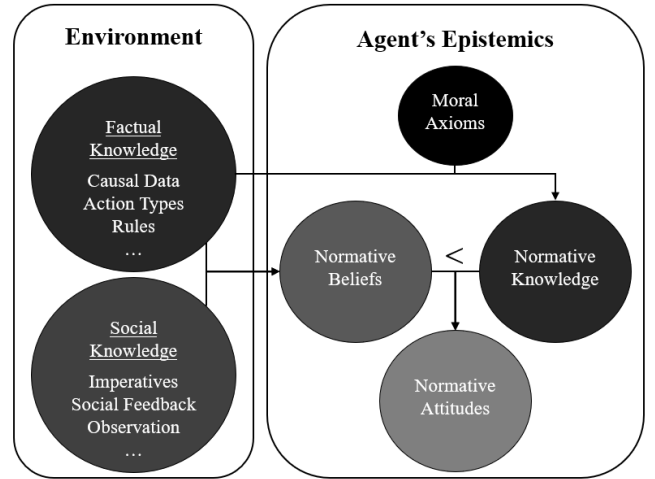 Environment
Factual
Knowledge
Causal Data
Action Types
Rules
…
Social
Knowledge
Imperatives
Social Feedback
Observation
…
Agent’s Epistemics
Moral
Axioms
Normative
Beliefs
<
Normative
Knowledge
Normative
Attitudes